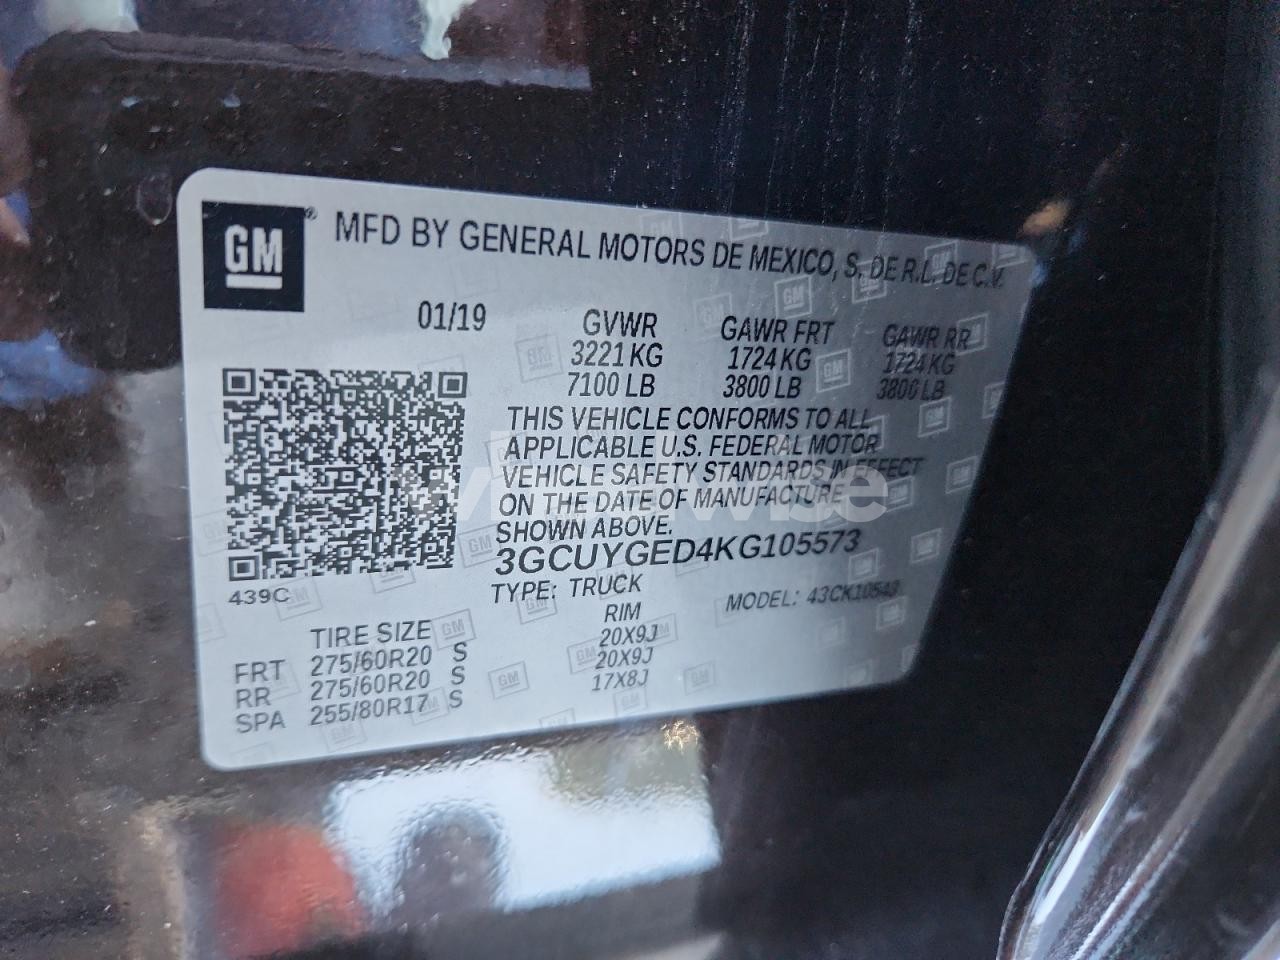 GM ® MFD BY GENERAL MOTORS DE MEXICO, S. DE R.L. DE C.V.
01/19 GVWR GAWR FRT GAWR RR
3221 KG 1724 KG 1724 KG
7100 LB 3800 LB 3800 LB
THIS VEHICLE CONFORMS TO ALL
APPLICABLE U.S. FEDERAL MOTOR
VEHICLE SAFETY STANDARDS IN EFFECT
ON THE DATE OF MANUFACTURE
SHOWN ABOVE.
3GCUYGED4KG105573
439C TYPE: TRUCK MODEL: 43CK10543
TIRE SIZE RIM
FRT 275/60R20 S 20X9J
RR 275/60R20 S 20X9J
SPA 255/80R17 S 17X8J